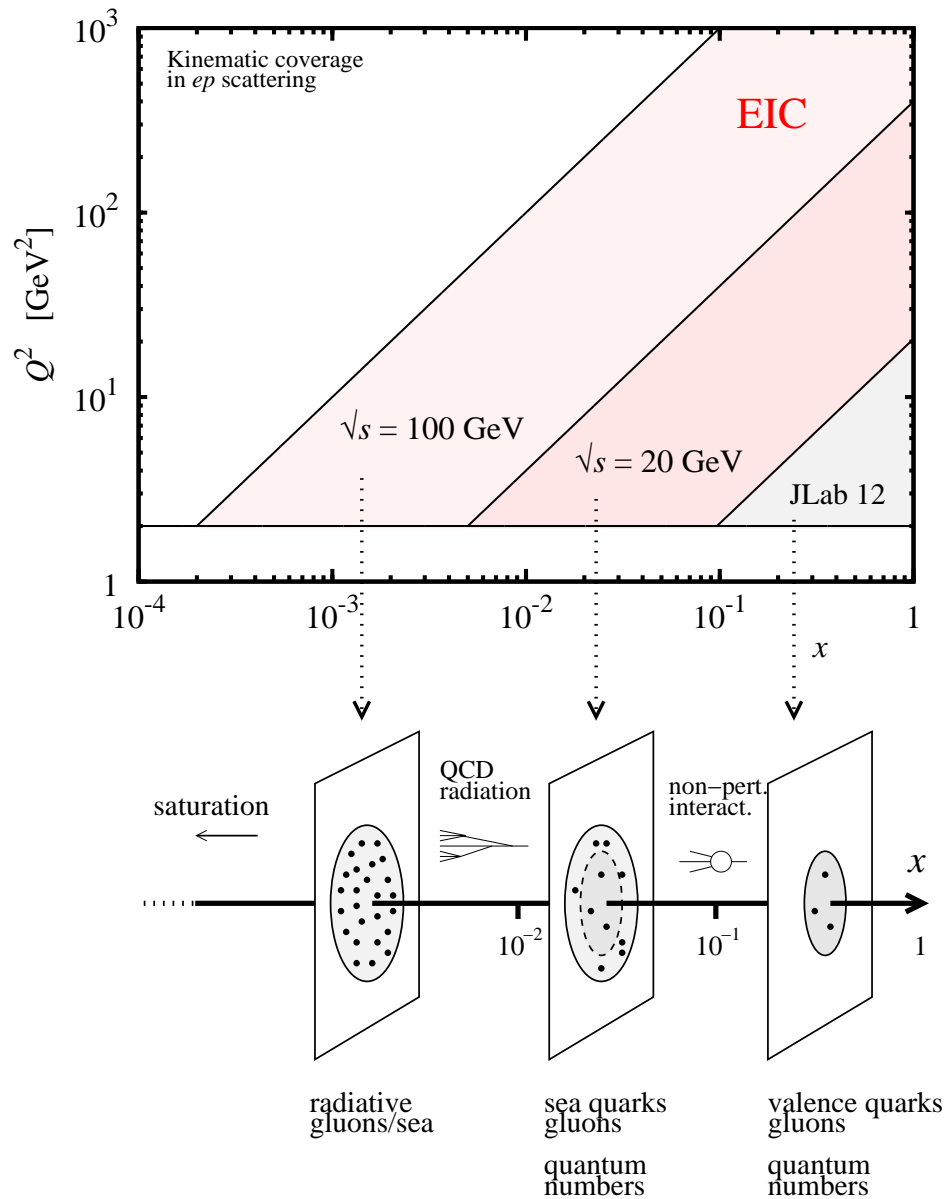 10^3
Kinematic coverage
in ep scattering
EIC
10^2
Q^2 [GeV^2]
10^1
√s = 100 GeV
√s = 20 GeV
JLab 12
1
10^-4
10^-3
10^-2
10^-1
1
x
QCD
radiation
non−pert.
interact.
saturation
x
10^−2
10^−1
1
radiative
gluons/sea
sea quarks
gluons
quantum
numbers
valence quarks
gluons
quantum
numbers